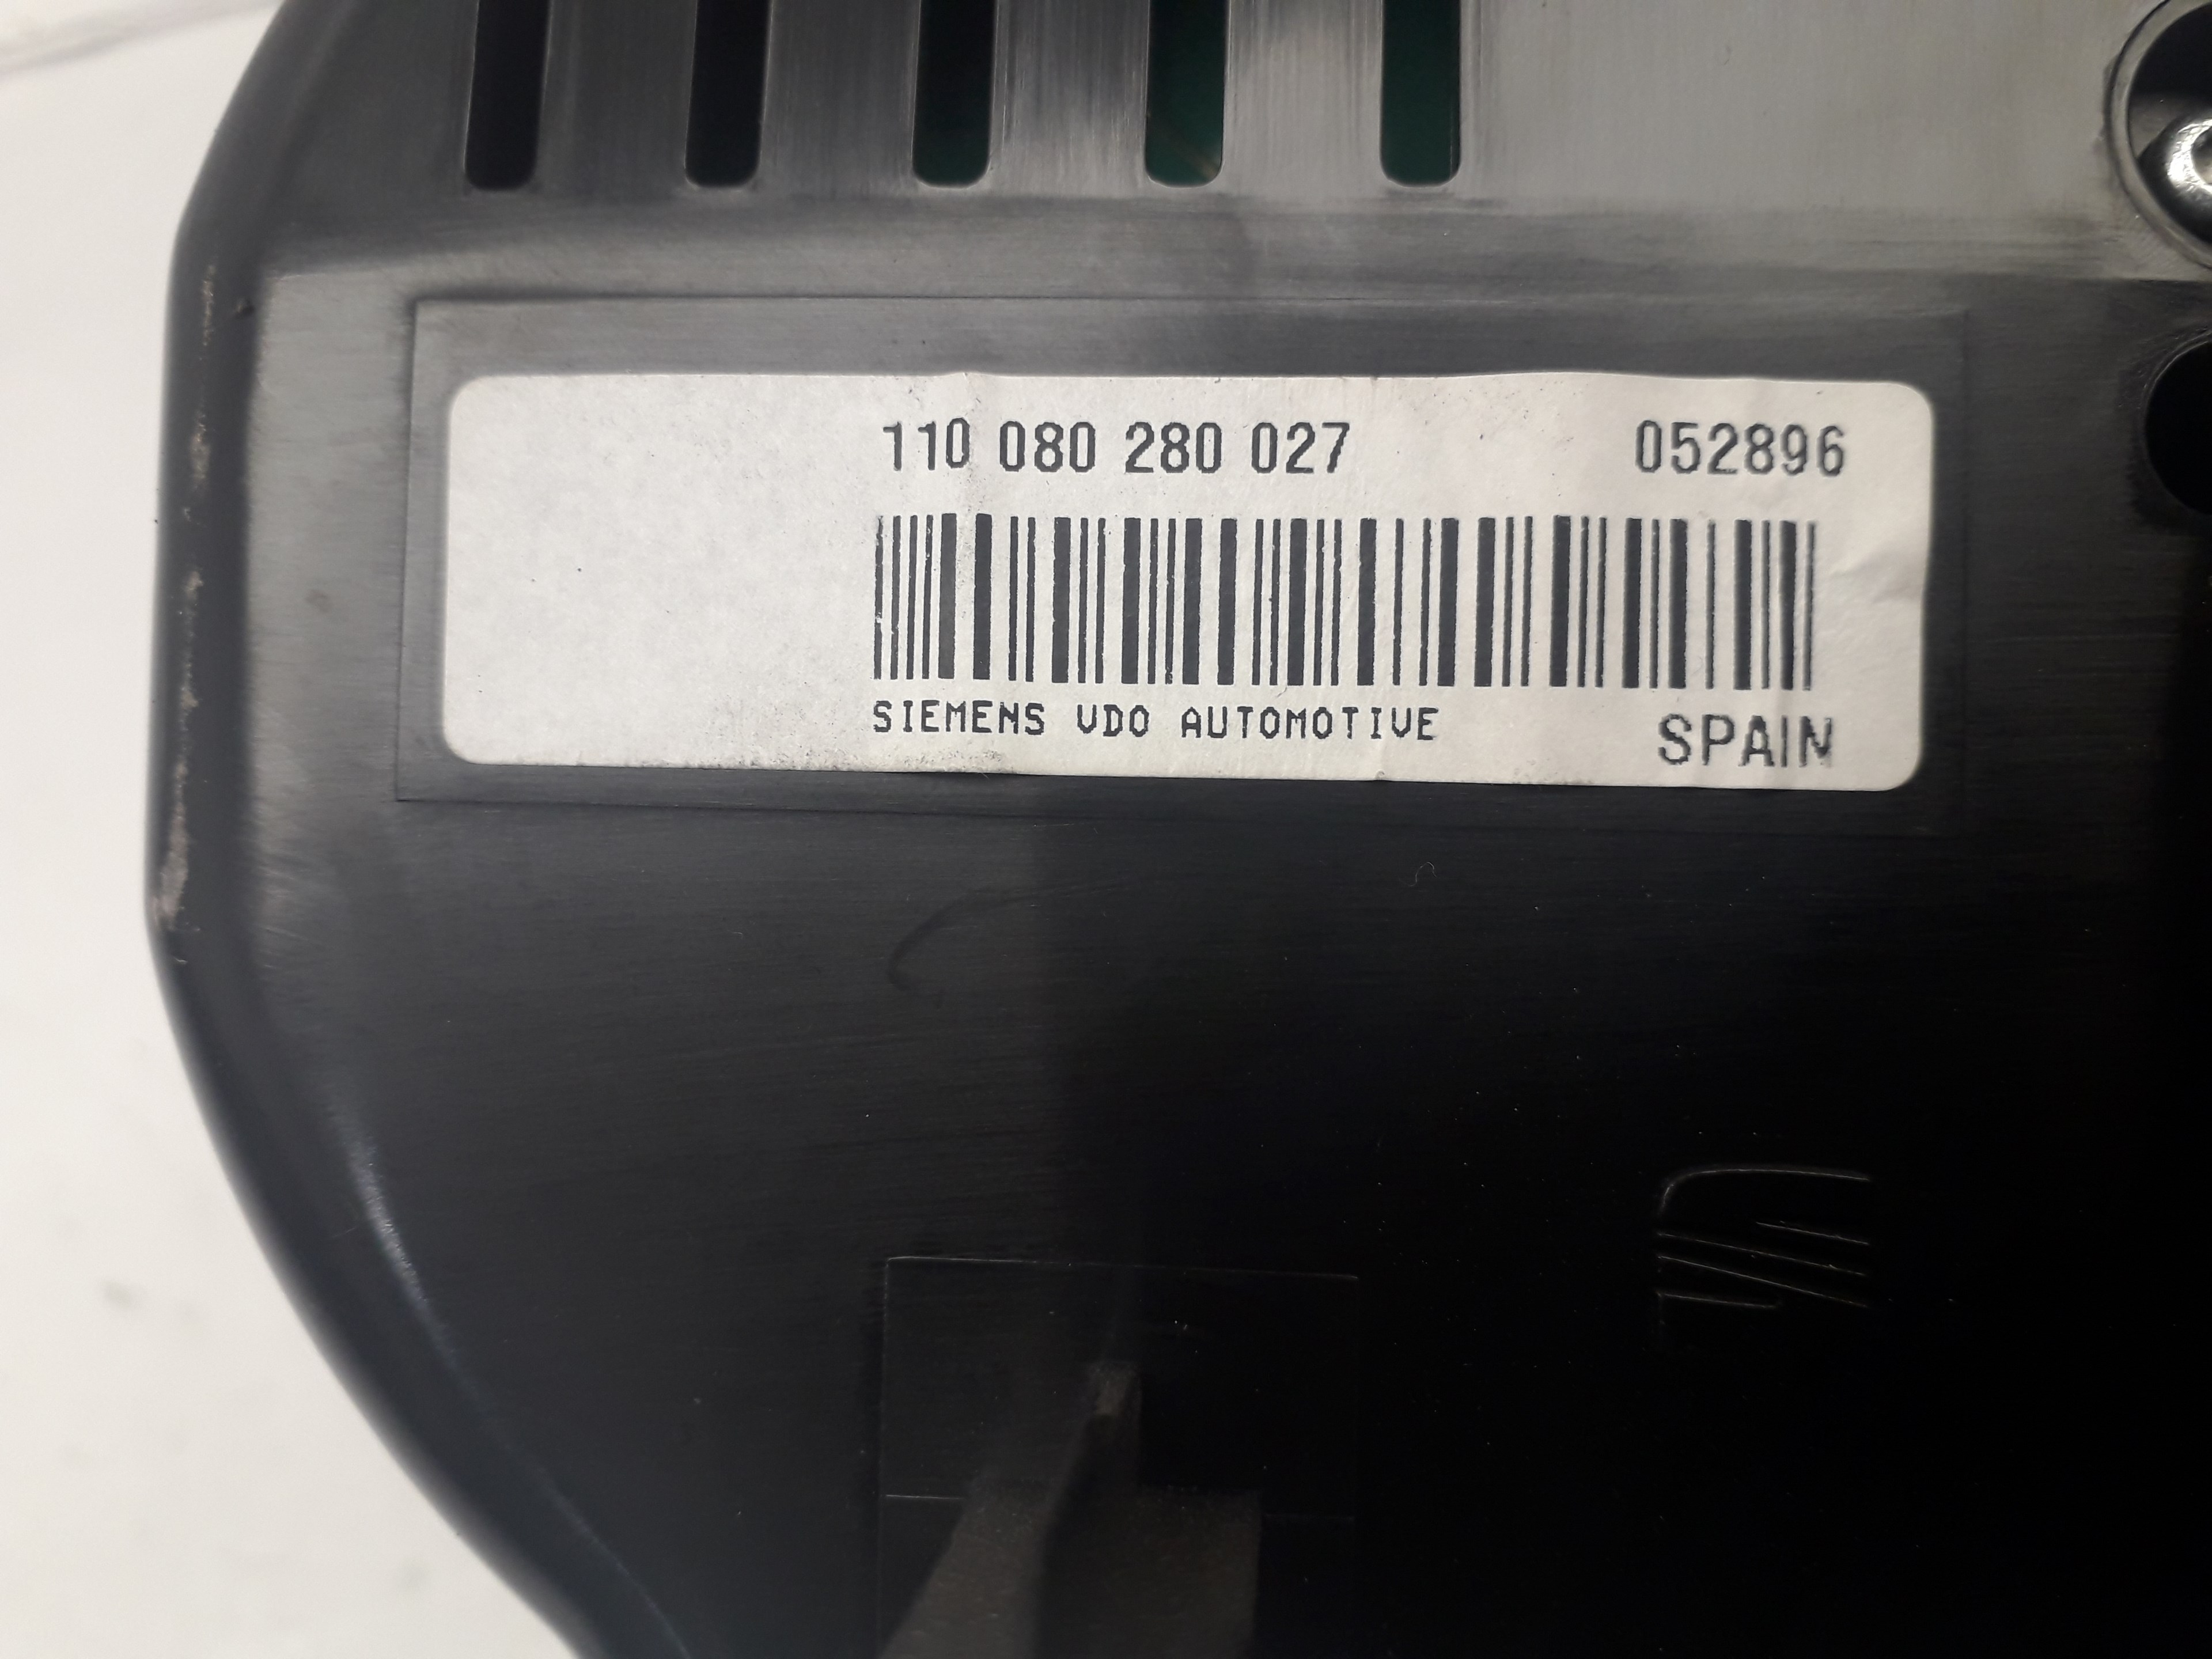 110 080 280 027 052896
SIEMENS VDO AUTOMOTIVE SPAIN